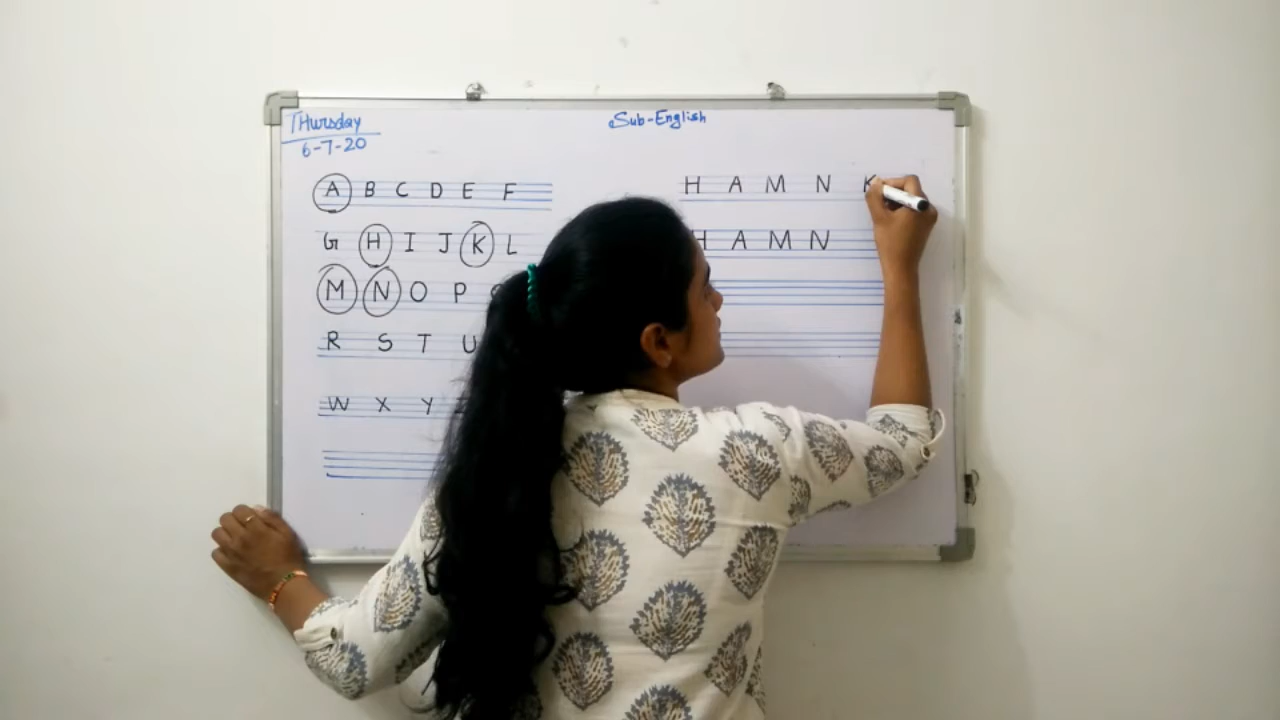 THursday
6-7-20
Sub-English
A B C D E F
G H I J K L
M N O P
R S T U
W X Y
H A M N K
H A M N